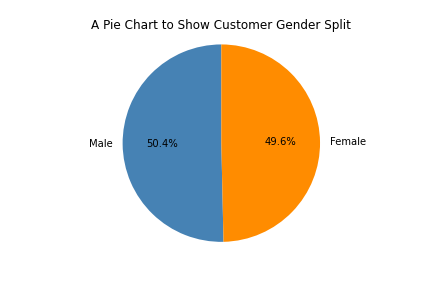 A Pie Chart to Show Customer Gender Split
Male
50.4%
49.6%
Female